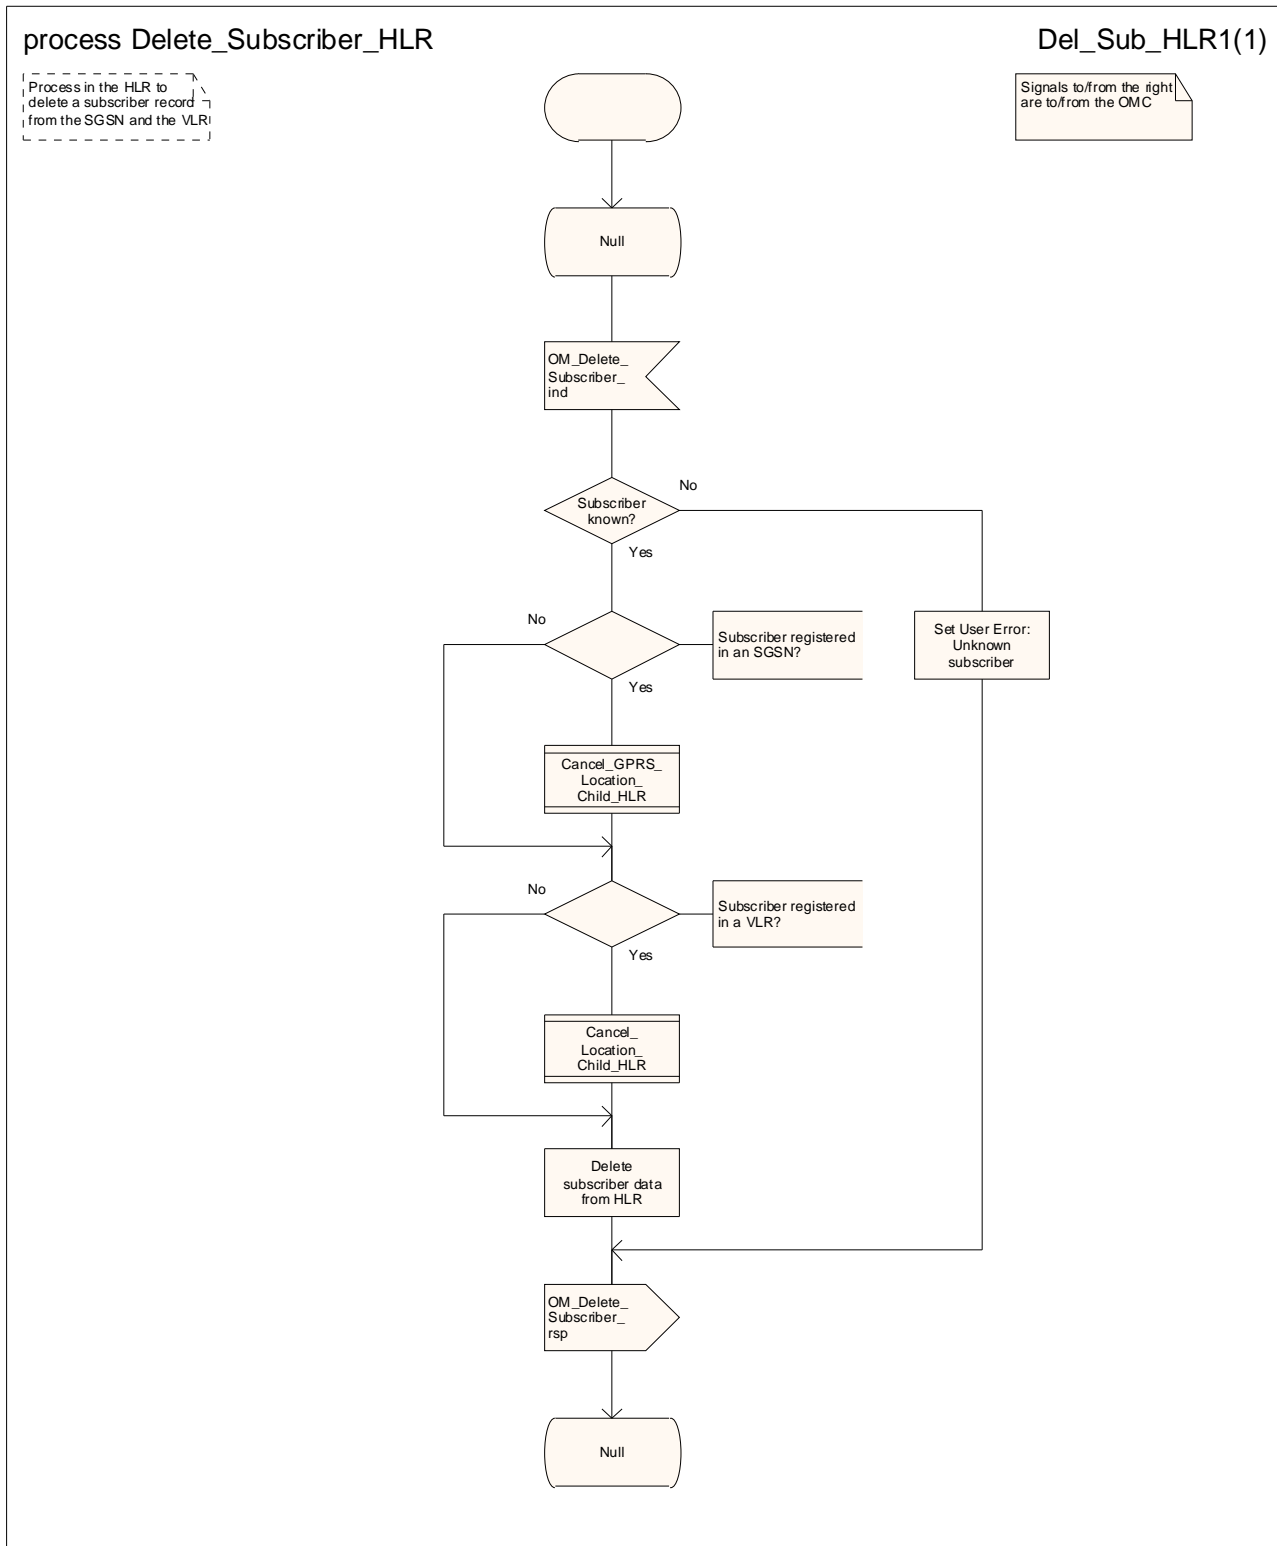 process Delete_Subscriber_HLR
Del_Sub_HLR1(1)
Process in the HLR to
delete a subscriber record
from the SGSN and the VLR
Signals to/from the right
are to/from the OMC
Null
OM_Delete_
Subscriber_
ind
Subscriber
known?
No
Yes
No
Subscriber registered
in an SGSN?
Set User Error:
Unknown
subscriber
Yes
Cancel_GPRS_
Location_
Child_HLR
No
Subscriber registered
in a VLR?
Yes
Cancel_
Location_
Child_HLR
Delete
subscriber data
from HLR
OM_Delete_
Subscriber_
rsp
Null